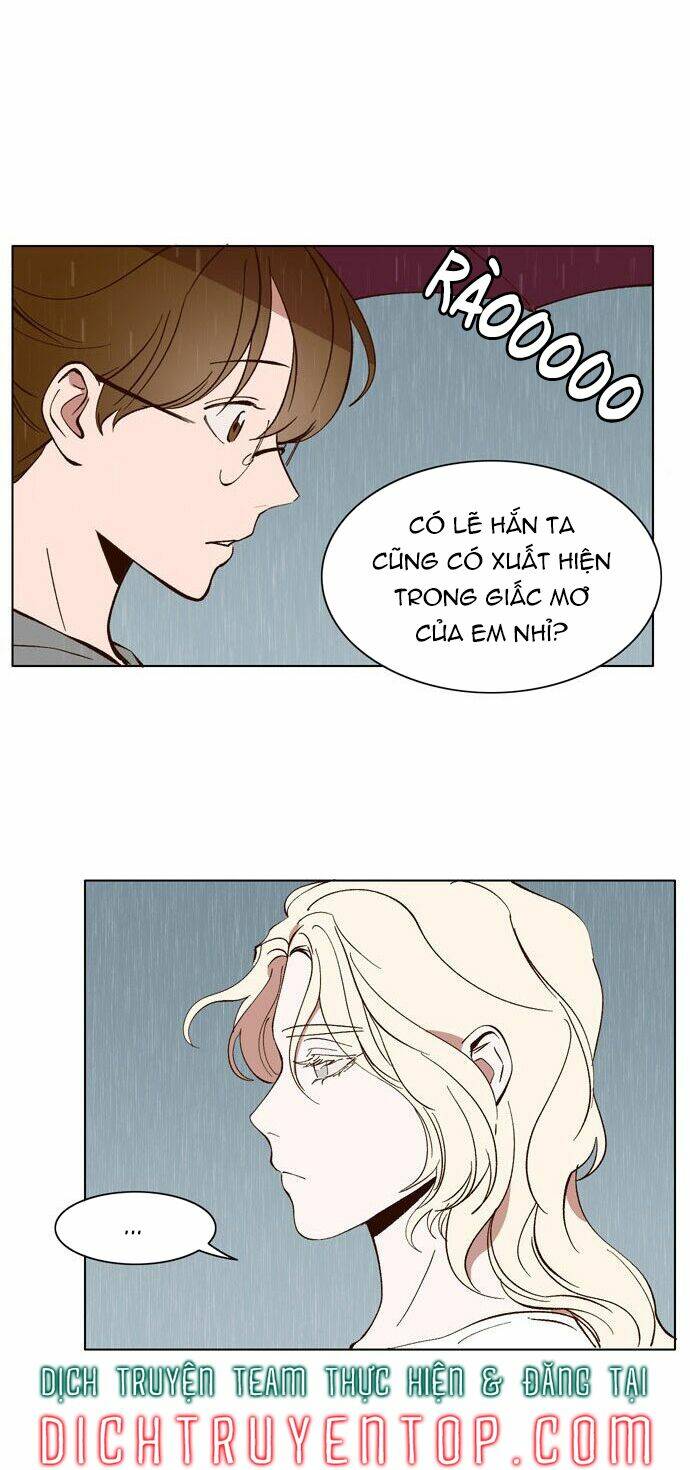 RÀOOOOO
CÓ LẼ HẮN TA
CŨNG CÓ XUẤT HIỆN
TRONG GIẤC MƠ
CỦA EM NHỈ?
...
DỊCH TRUYỆN TEAM THỰC HIỆN & ĐĂNG TẠI
DICHTRUYENTOP.COM